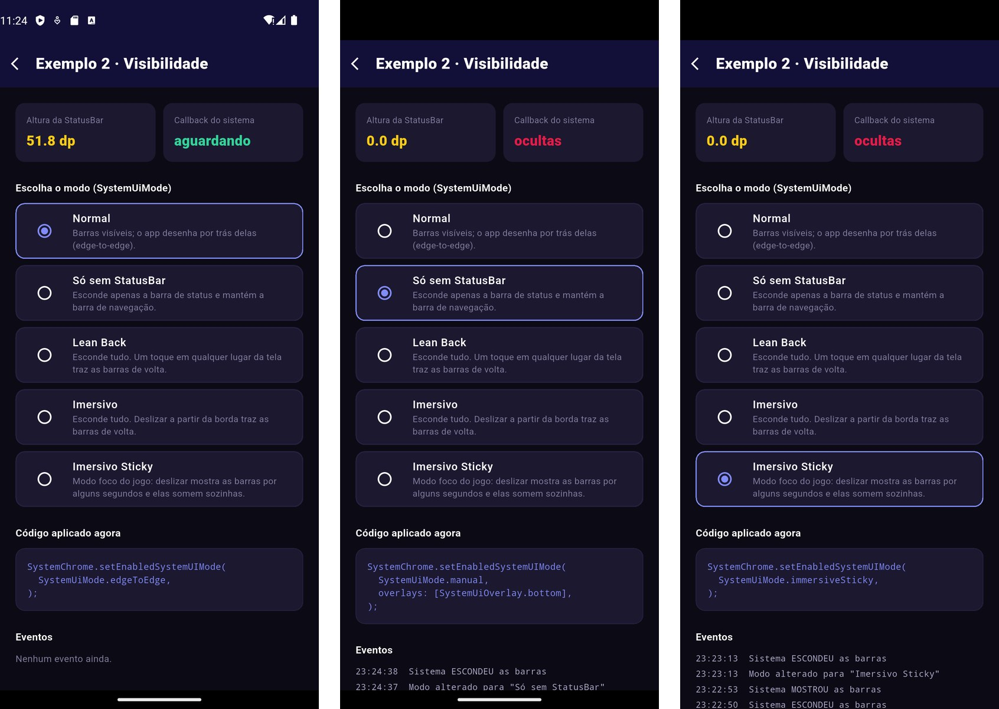 11:24
Exemplo 2 · Visibilidade
Altura da StatusBar
51.8 dp
Callback do sistema
aguardando
Escolha o modo (SystemUiMode)
Normal
Barras visíveis; o app desenha por trás delas
(edge-to-edge).
Só sem StatusBar
Esconde apenas a barra de status e mantém a
barra de navegação.
Lean Back
Esconde tudo. Um toque em qualquer lugar da tela
traz as barras de volta.
Imersivo
Esconde tudo. Deslizar a partir da borda traz as
barras de volta.
Imersivo Sticky
Modo foco do jogo: deslizar mostra as barras por
alguns segundos e elas somem sozinhas.
Código aplicado agora
SystemChrome.setEnabledSystemUIMode(
  SystemUiMode.edgeToEdge,
);
Eventos
Nenhum evento ainda.
Exemplo 2 · Visibilidade
Altura da StatusBar
0.0 dp
Callback do sistema
ocultas
Escolha o modo (SystemUiMode)
Normal
Barras visíveis; o app desenha por trás delas
(edge-to-edge).
Só sem StatusBar
Esconde apenas a barra de status e mantém a
barra de navegação.
Lean Back
Esconde tudo. Um toque em qualquer lugar da tela
traz as barras de volta.
Imersivo
Esconde tudo. Deslizar a partir da borda traz as
barras de volta.
Imersivo Sticky
Modo foco do jogo: deslizar mostra as barras por
alguns segundos e elas somem sozinhas.
Código aplicado agora
SystemChrome.setEnabledSystemUIMode(
  SystemUiMode.manual,
  overlays: [SystemUiOverlay.bottom],
);
Eventos
23:24:38 Sistema ESCONDEU as barras
23:24:37 Modo alterado para "Só sem StatusBar"
Exemplo 2 · Visibilidade
Altura da StatusBar
0.0 dp
Callback do sistema
ocultas
Escolha o modo (SystemUiMode)
Normal
Barras visíveis; o app desenha por trás delas
(edge-to-edge).
Só sem StatusBar
Esconde apenas a barra de status e mantém a
barra de navegação.
Lean Back
Esconde tudo. Um toque em qualquer lugar da tela
traz as barras de volta.
Imersivo
Esconde tudo. Deslizar a partir da borda traz as
barras de volta.
Imersivo Sticky
Modo foco do jogo: deslizar mostra as barras por
alguns segundos e elas somem sozinhas.
Código aplicado agora
SystemChrome.setEnabledSystemUIMode(
  SystemUiMode.immersiveSticky,
);
Eventos
23:23:13 Sistema ESCONDEU as barras
23:23:13 Modo alterado para "Imersivo Sticky"
23:22:53 Sistema MOSTROU as barras
23:22:50 Sistema ESCONDEU as barras